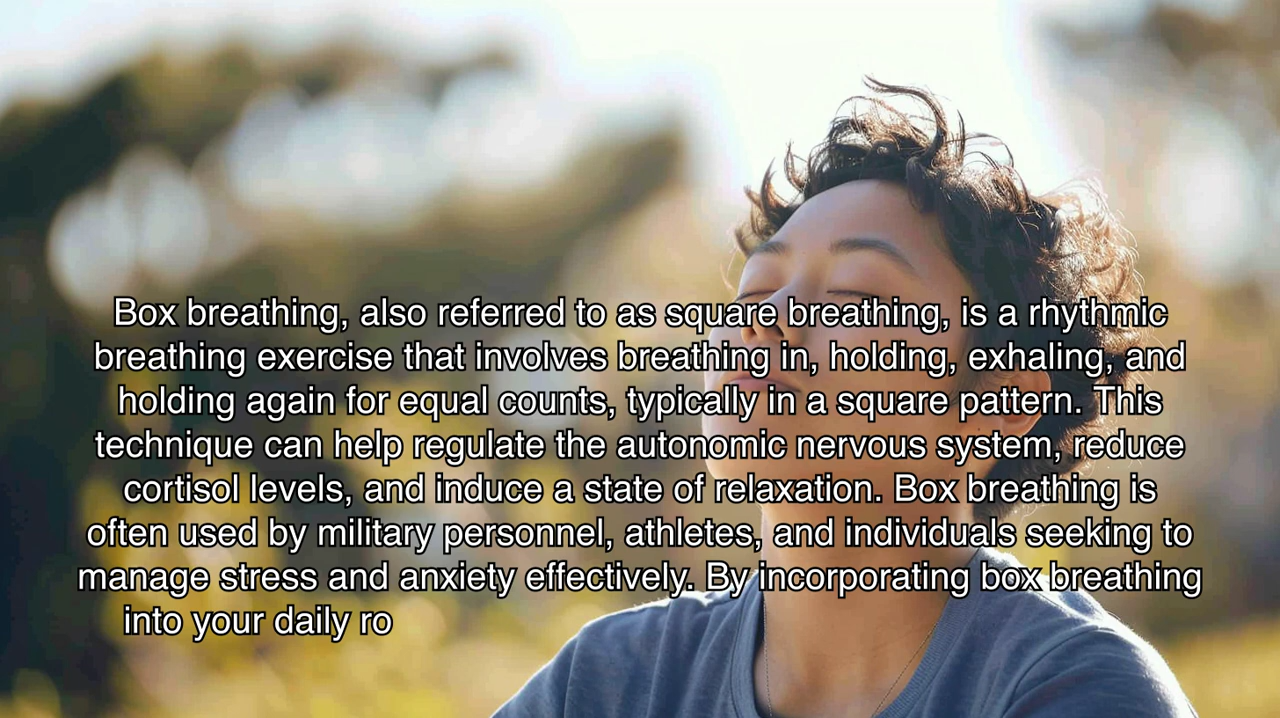 Box breathing, also referred to as square breathing, is a rhythmic
breathing exercise that involves breathing in, holding, exhaling, and
holding again for equal counts, typically in a square pattern. This
technique can help regulate the autonomic nervous system, reduce
cortisol levels, and induce a state of relaxation. Box breathing is
often used by military personnel, athletes, and individuals seeking to
manage stress and anxiety effectively. By incorporating box breathing
into your daily ro